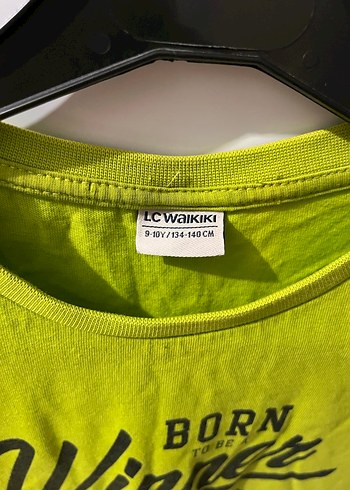 LC WAIKIKI
9-10Y/134-140 CM
BORN
TO BE A
Winner